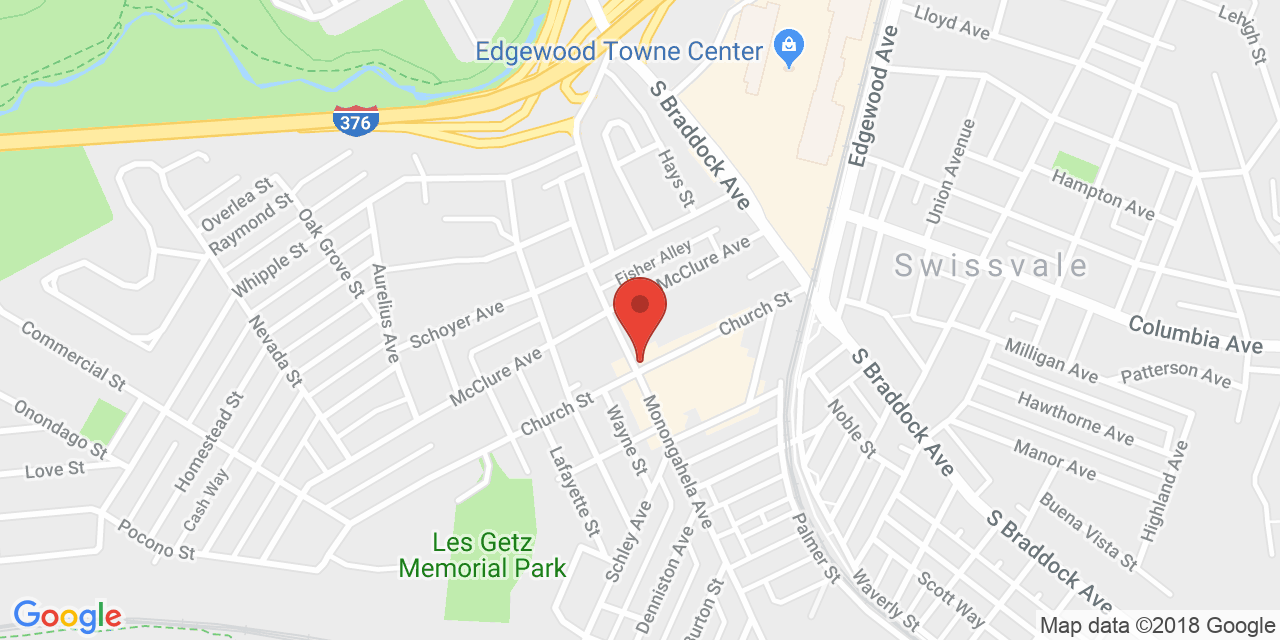 Lloyd Ave
Lehigh St
Edgewood Towne Center
Edgewood Ave
S Braddock Ave
376
Hays St
Union Avenue
Hampton Ave
Overlea St
Raymond St
Whipple St
Oak Grove St
Aurelius Ave
Fisher Alley
McClure Ave
Swissvale
Schoyer Ave
Church St
Columbia Ave
Commercial St
Nevada St
McClure Ave
Milligan Ave
Patterson Ave
S Braddock Ave
Onondago St
Homestead St
Church St
Wayne St
Monongahela Ave
Noble St
Hawthorne Ave
Manor Ave
Love St
Cash Way
Lafayette St
Highland Ave
Buena Vista St
Pocono St
Les Getz
Memorial Park
Schley Ave
Denniston Ave
Burton St
Palmer St
Waverly St
Scott Way
S Braddock Ave
Google
Map data ©2018 Google